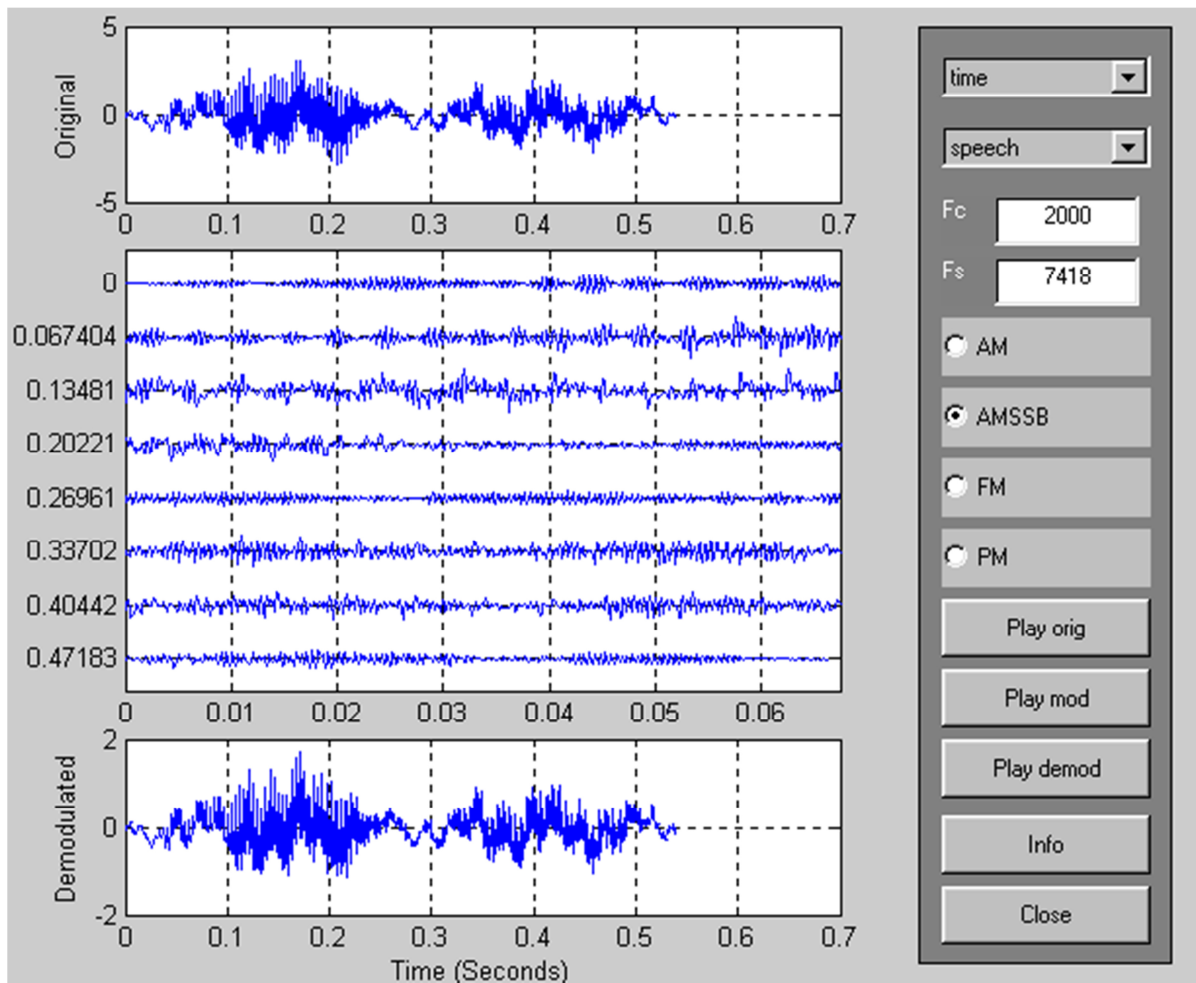 5
0
-5
Original
0 0.1 0.2 0.3 0.4 0.5 0.6 0.7
0
0.067404
0.13481
0.20221
0.26961
0.33702
0.40442
0.47183
0 0.01 0.02 0.03 0.04 0.05 0.06
2
0
-2
Demodulated
0 0.1 0.2 0.3 0.4 0.5 0.6 0.7
Time (Seconds)
time
speech
Fc 2000
Fs 7418
AM
AMSSB
FM
PM
Play orig
Play mod
Play demod
Info
Close